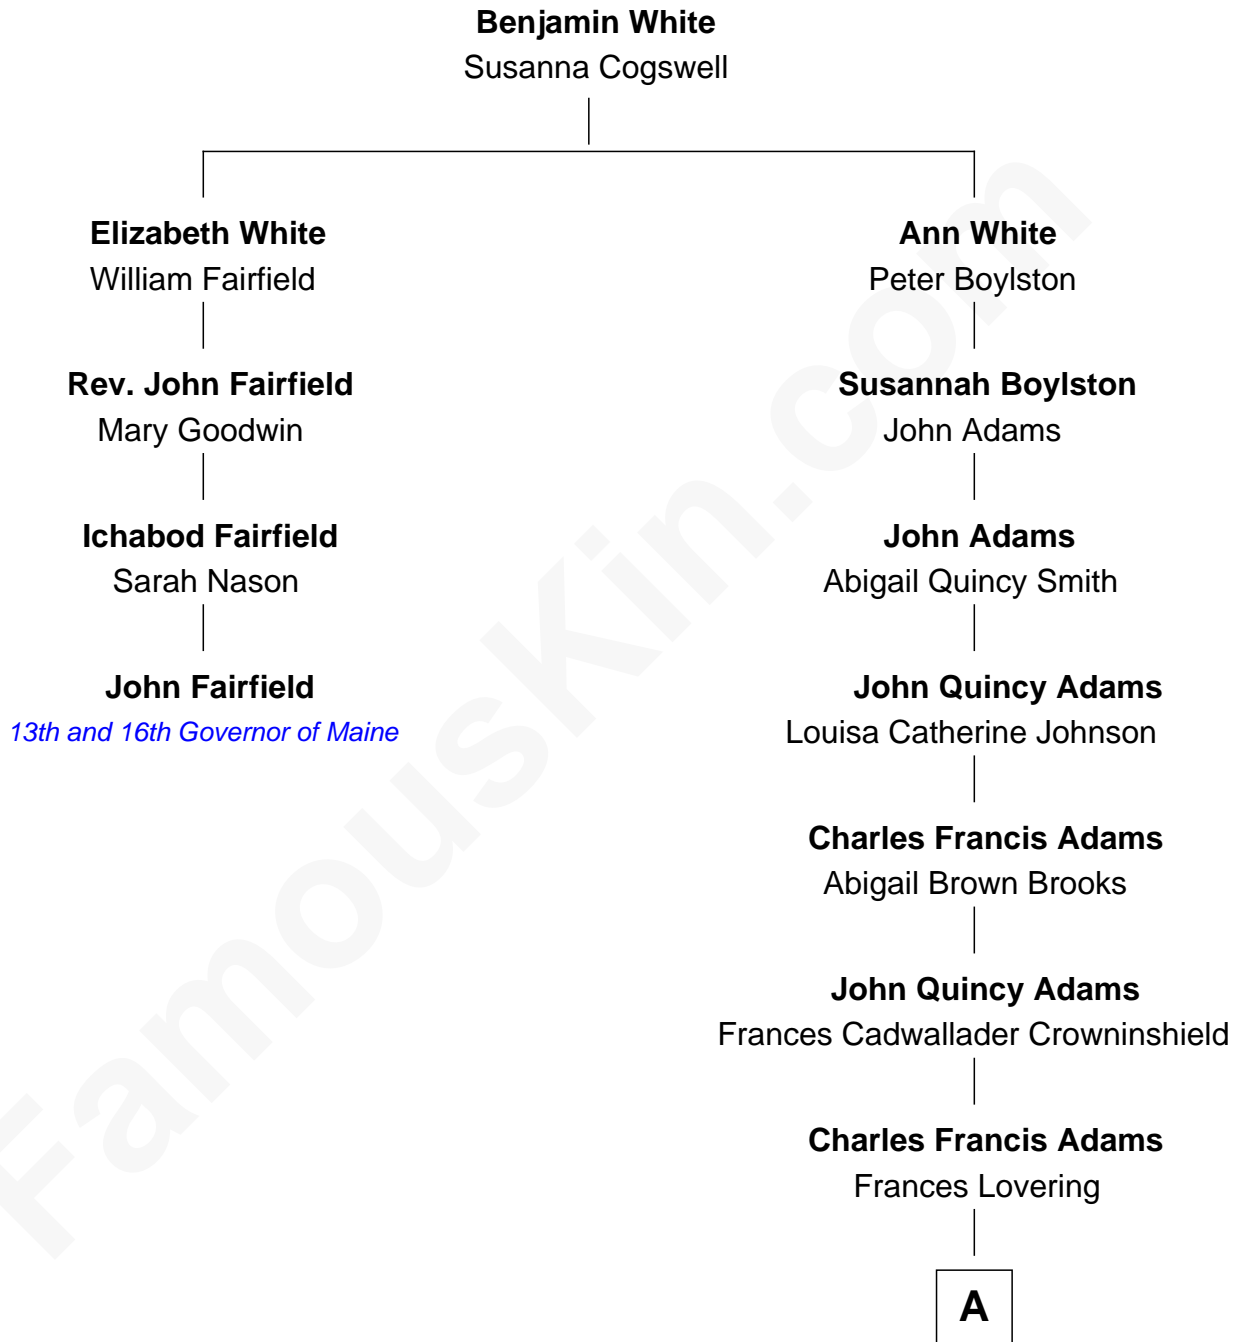 Benjamin White
Susanna Cogswell
Elizabeth White
William Fairfield
Rev. John Fairfield
Mary Goodwin
Ichabod Fairfield
Sarah Nason
John Fairfield
13th and 16th Governor of Maine
Ann White
Peter Boylston
Susannah Boylston
John Adams
John Adams
Abigail Quincy Smith
John Quincy Adams
Louisa Catherine Johnson
Charles Francis Adams
Abigail Brown Brooks
John Quincy Adams
Frances Cadwallader Crowninshield
Charles Francis Adams
Frances Lovering
A
FamousKin.com